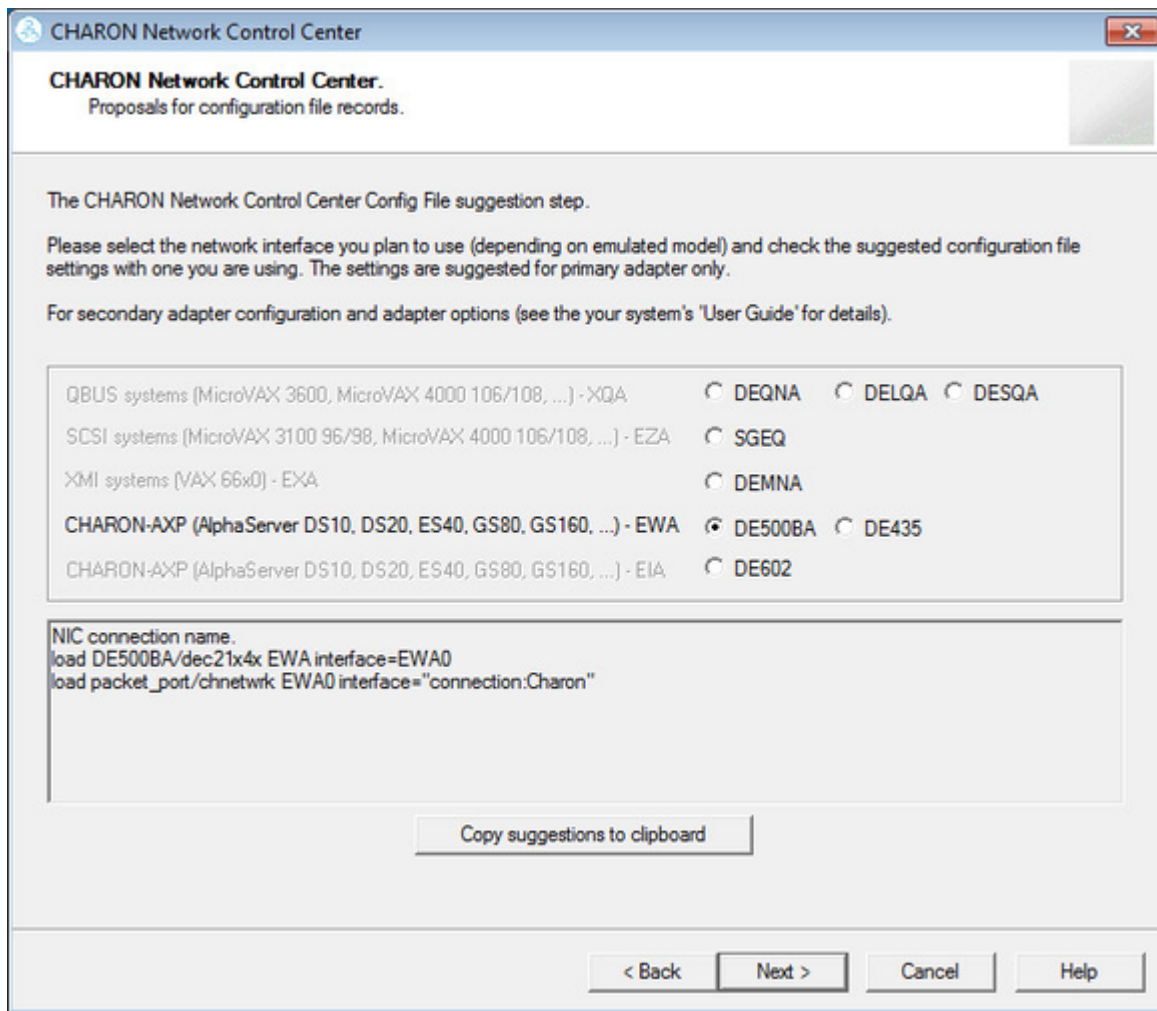 CHARON Network Control Center
CHARON Network Control Center.
Proposals for configuration file records.
The CHARON Network Control Center Config File suggestion step.
Please select the network interface you plan to use (depending on emulated model) and check the suggested configuration file
settings with one you are using. The settings are suggested for primary adapter only.
For secondary adapter configuration and adapter options (see the your system's 'User Guide' for details).
QBUS systems (MicroVAX 3600, MicroVAX 4000 106/108, ...) - XQA DEQNA DELQA DESQA
SCSI systems (MicroVAX 3100 96/98, MicroVAX 4000 106/108, ...) - EZA SGEQ
XMI systems (VAX 66x0) - EXA DEMNA
CHARON-AXP (AlphaServer DS10, DS20, ES40, GS80, GS160, ...) - EWA DE500BA DE435
CHARON-AXP (AlphaServer DS10, DS20, ES40, GS80, GS160, ...) - EIA DE602
NIC connection name.
load DE500BA/dec21x4x EWA interface=EWA0
load packet_port/chnetwrk EWA0 interface="connection:Charon"
Copy suggestions to clipboard
< Back Next > Cancel Help